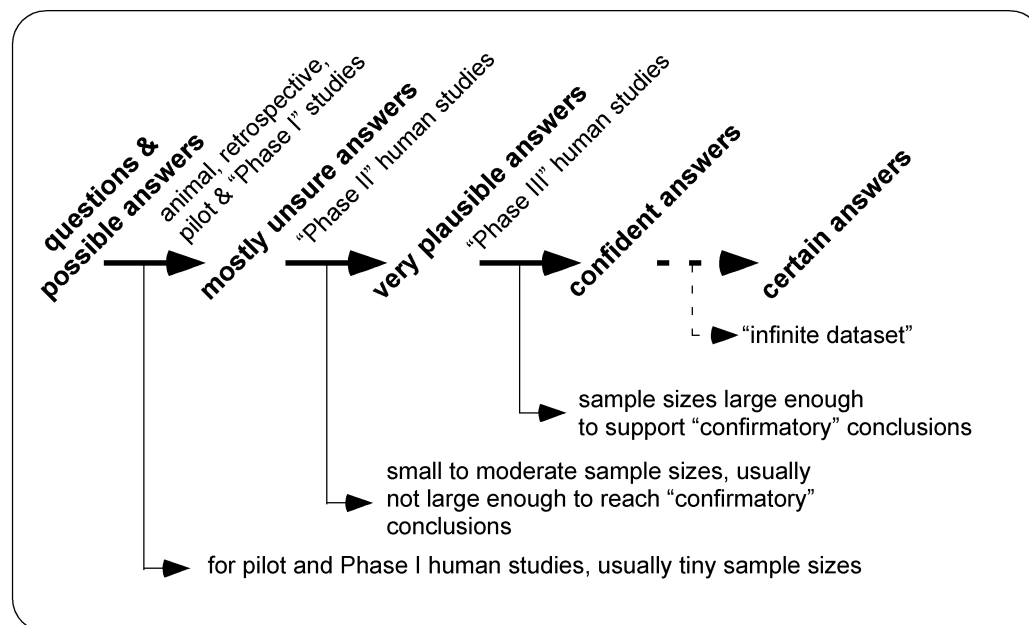 questions &
possible answers
animal, retrospective,
pilot & “Phase I” studies
mostly unsure answers
“Phase II” human studies
very plausible answers
“Phase III” human studies
confident answers
certain answers
“infinite dataset”
sample sizes large enough
to support “confirmatory” conclusions
small to moderate sample sizes, usually
not large enough to reach “confirmatory”
conclusions
for pilot and Phase I human studies, usually tiny sample sizes